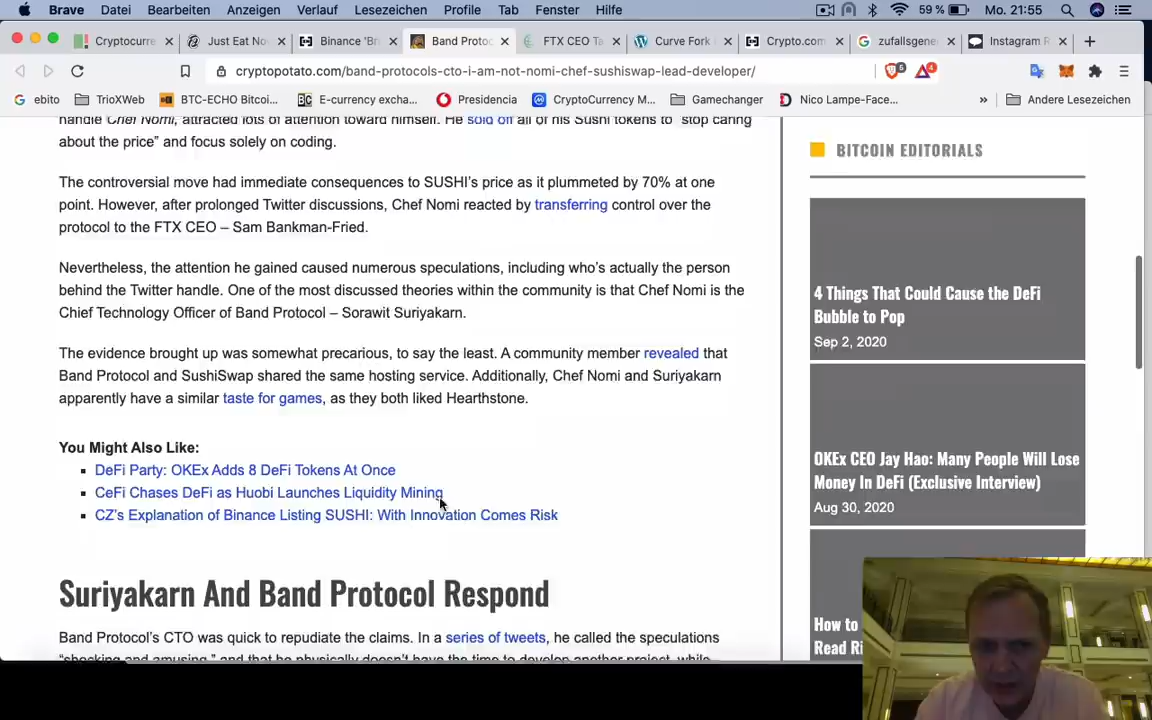 Brave Datei Bearbeiten Anzeigen Verlauf Lesezeichen Profile Tab Fenster Hilfe 59 % Mo. 21:55
Cryptocurre Just Eat No Binance 'Bn Band Protoc FTX CEO Ta Curve Fork Crypto.com zufallsgener Instagram R
cryptopotato.com/band-protocols-cto-i-am-not-nomi-chef-sushiswap-lead-developer/ 5 4
ebito TrioXWeb BTC-ECHO Bitcoi... E-currency excha... Presidencia CryptoCurrency M... Gamechanger Nico Lampe-Face... » Andere Lesezeichen
handle Chef Nomi, attracted lots of attention toward himself. He sold off all of his Sushi tokens to “stop caring
about the price” and focus solely on coding.
The controversial move had immediate consequences to SUSHI’s price as it plummeted by 70% at one
point. However, after prolonged Twitter discussions, Chef Nomi reacted by transferring control over the
protocol to the FTX CEO – Sam Bankman-Fried.
Nevertheless, the attention he gained caused numerous speculations, including who’s actually the person
behind the Twitter handle. One of the most discussed theories within the community is that Chef Nomi is the
Chief Technology Officer of Band Protocol – Sorawit Suriyakarn.
The evidence brought up was somewhat precarious, to say the least. A community member revealed that
Band Protocol and SushiSwap shared the same hosting service. Additionally, Chef Nomi and Suriyakarn
apparently have a similar taste for games, as they both liked Hearthstone.
You Might Also Like:
DeFi Party: OKEx Adds 8 DeFi Tokens At Once
CeFi Chases DeFi as Huobi Launches Liquidity Mining
CZ’s Explanation of Binance Listing SUSHI: With Innovation Comes Risk
Suriyakarn And Band Protocol Respond
Band Protocol’s CTO was quick to repudiate the claims. In a series of tweets, he called the speculations
“shocking and amusing,” and that he physically doesn’t have the time to develop another project, while
BITCOIN EDITORIALS
4 Things That Could Cause the DeFi
Bubble to Pop
Sep 2, 2020
OKEx CEO Jay Hao: Many People Will Lose
Money In DeFi (Exclusive Interview)
Aug 30, 2020
How to
Read Ri